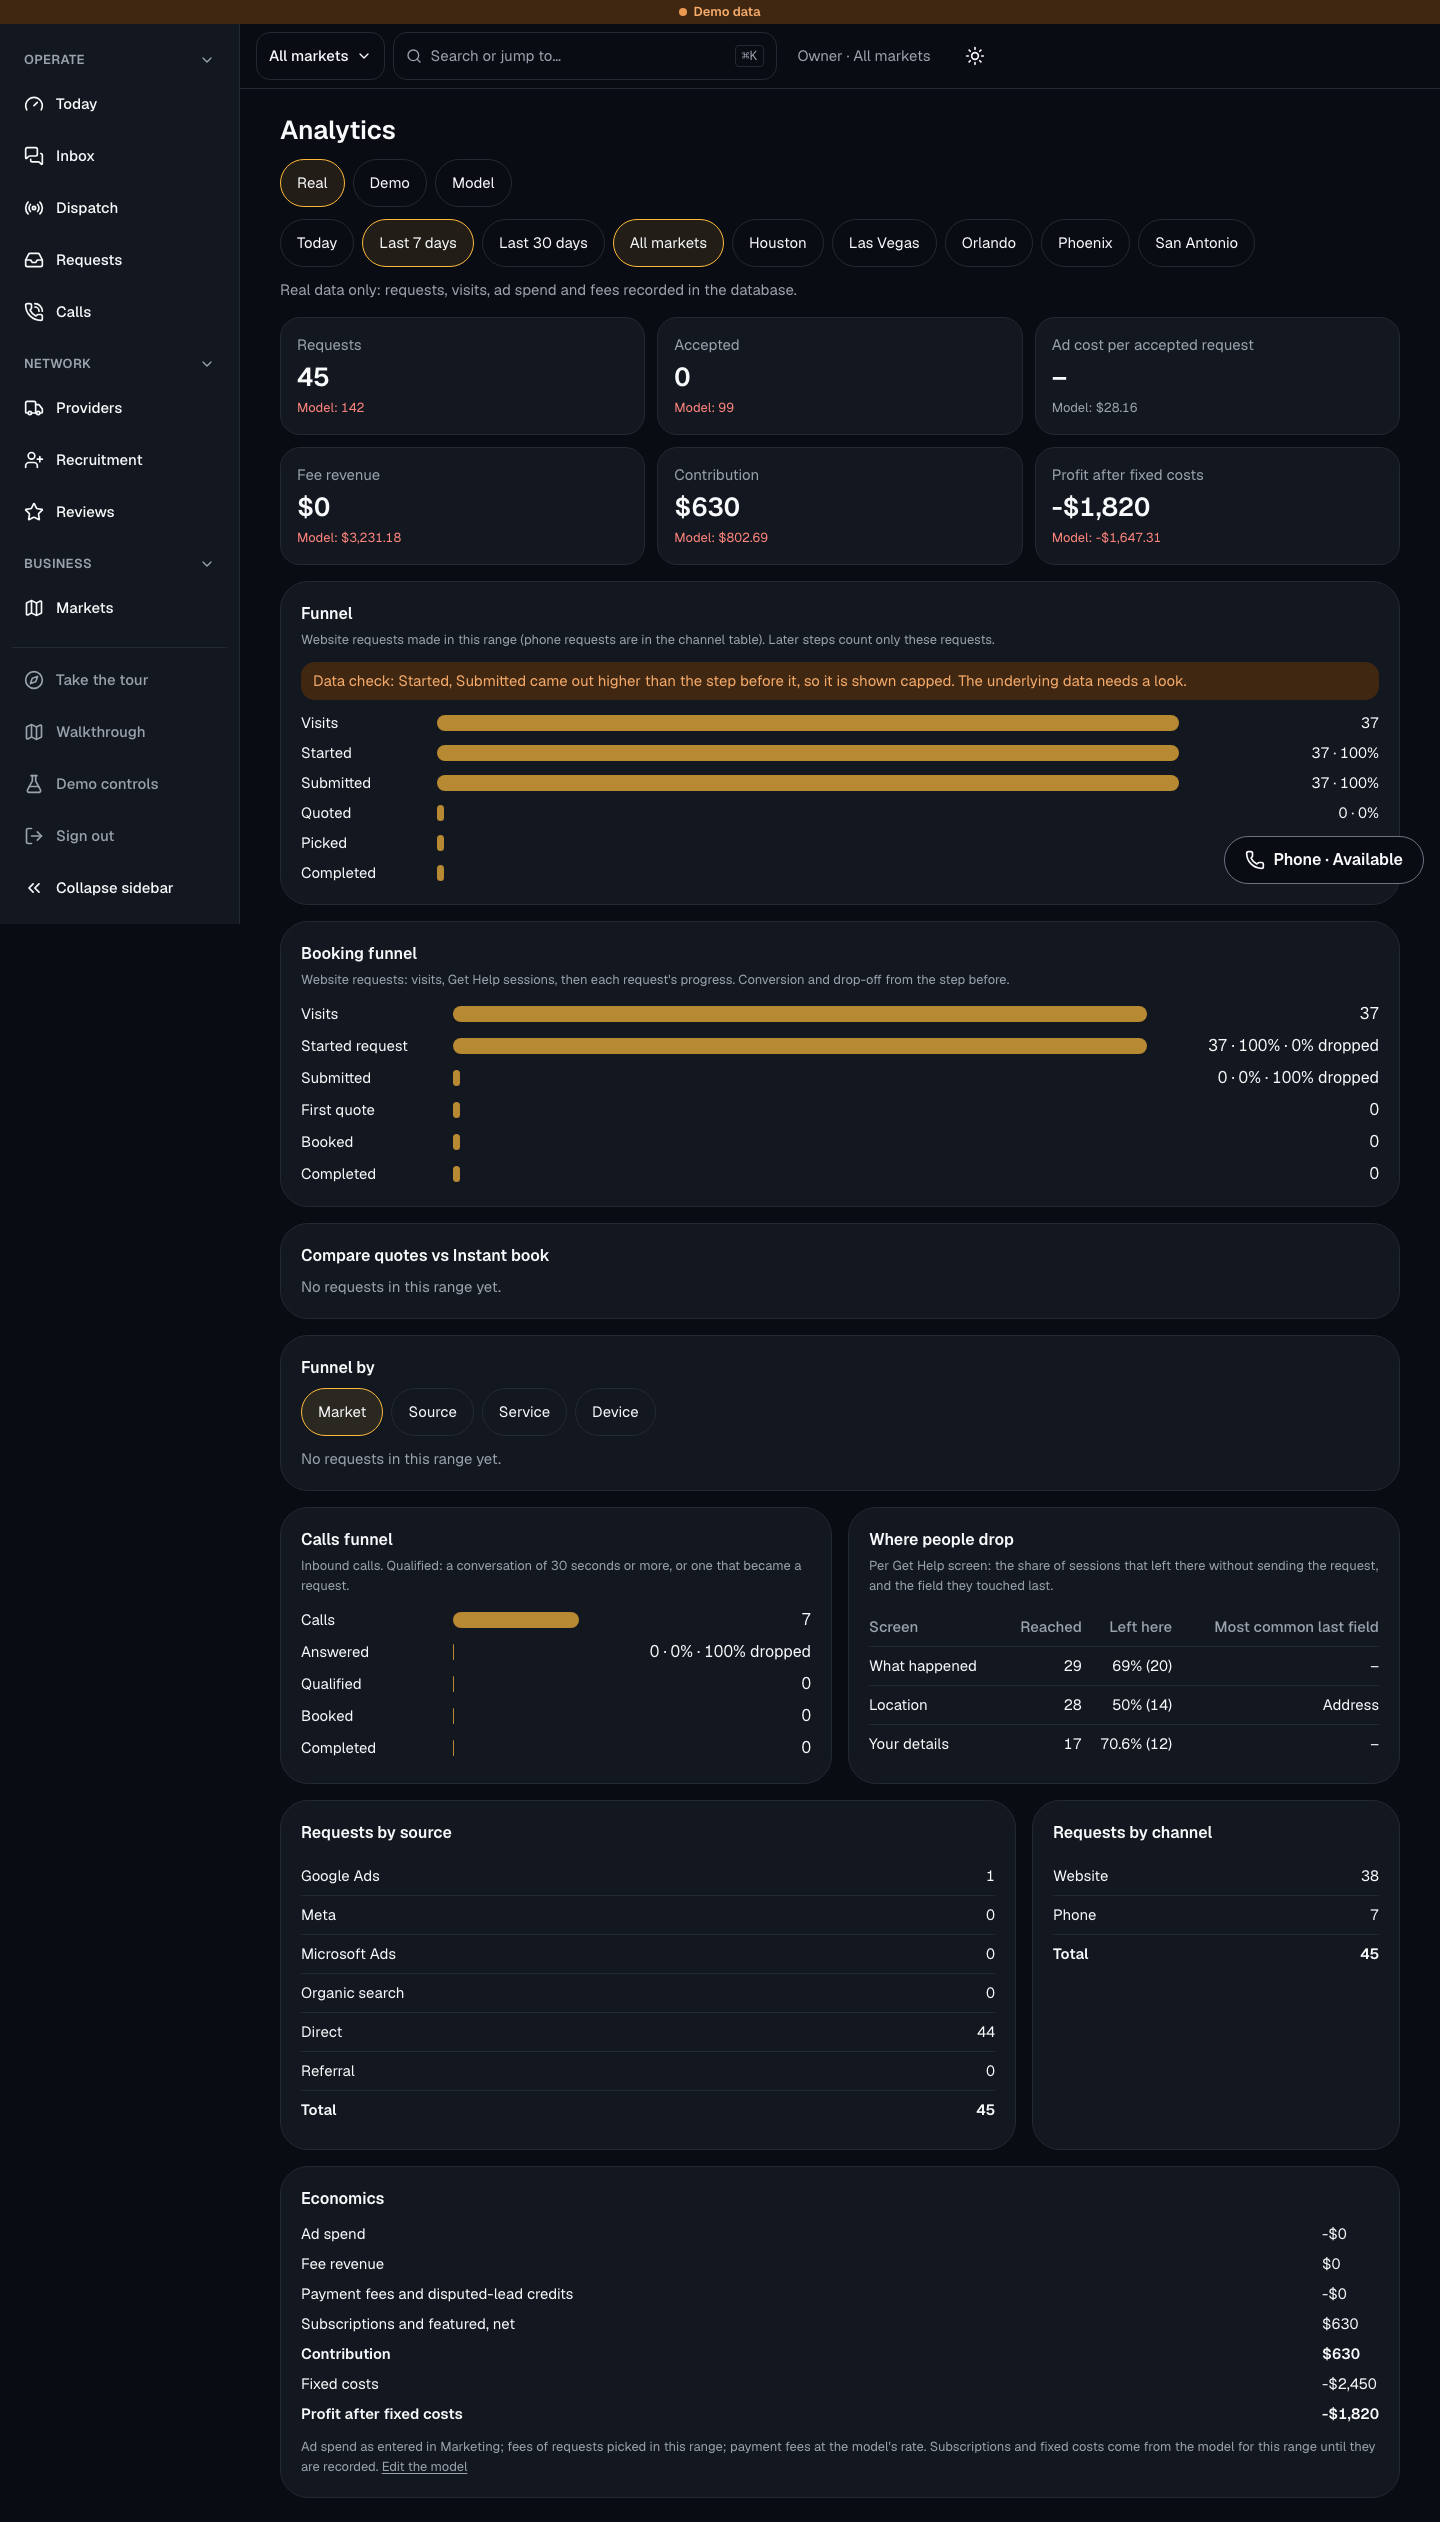 Demo data
OPERATE
Today
Inbox
Dispatch
Requests
Calls
NETWORK
Providers
Recruitment
Reviews
BUSINESS
Markets
Take the tour
Walkthrough
Demo controls
Sign out
Collapse sidebar
All markets
Search or jump to...
⌘K
Owner · All markets
Analytics
Real
Demo
Model
Today
Last 7 days
Last 30 days
All markets
Houston
Las Vegas
Orlando
Phoenix
San Antonio
Real data only: requests, visits, ad spend and fees recorded in the database.
Requests
45
Model: 142
Accepted
0
Model: 99
Ad cost per accepted request
–
Model: $28.16
Fee revenue
$0
Model: $3,231.18
Contribution
$630
Model: $802.69
Profit after fixed costs
-$1,820
Model: -$1,647.31
Funnel
Website requests made in this range (phone requests are in the channel table). Later steps count only these requests.
Data check: Started, Submitted came out higher than the step before it, so it is shown capped. The underlying data needs a look.
Visits 37
Started 37 · 100%
Submitted 37 · 100%
Quoted 0 · 0%
Picked
Completed
Phone · Available
Booking funnel
Website requests: visits, Get Help sessions, then each request's progress. Conversion and drop-off from the step before.
Visits 37
Started request 37 · 100% · 0% dropped
Submitted 0 · 0% · 100% dropped
First quote 0
Booked 0
Completed 0
Compare quotes vs Instant book
No requests in this range yet.
Funnel by
Market
Source
Service
Device
No requests in this range yet.
Calls funnel
Inbound calls. Qualified: a conversation of 30 seconds or more, or one that became a
request.
Calls 7
Answered 0 · 0% · 100% dropped
Qualified 0
Booked 0
Completed 0
Where people drop
Per Get Help screen: the share of sessions that left there without sending the request,
and the field they touched last.
Screen Reached Left here Most common last field
What happened 29 69% (20) –
Location 28 50% (14) Address
Your details 17 70.6% (12) –
Requests by source
Google Ads 1
Meta 0
Microsoft Ads 0
Organic search 0
Direct 44
Referral 0
Total 45
Requests by channel
Website 38
Phone 7
Total 45
Economics
Ad spend -$0
Fee revenue $0
Payment fees and disputed-lead credits -$0
Subscriptions and featured, net $630
Contribution $630
Fixed costs -$2,450
Profit after fixed costs -$1,820
Ad spend as entered in Marketing; fees of requests picked in this range; payment fees at the model's rate. Subscriptions and fixed costs come from the model for this range until they
are recorded. Edit the model